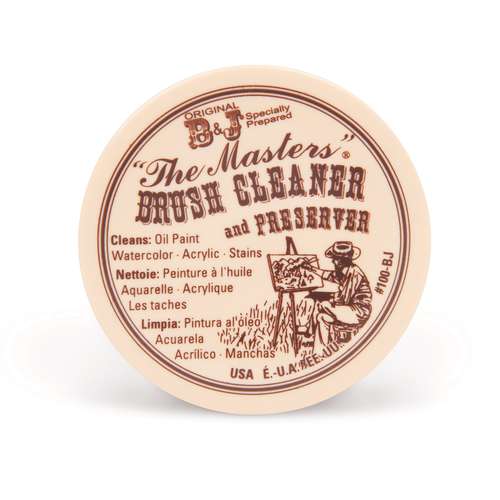 ORIGINAL
B&J Specially
Prepared
"The Masters"®
BRUSH CLEANER
and PRESERVER
Cleans: Oil Paint
Watercolor · Acrylic · Stains
Nettoie: Peinture à l'huile
Aquarelle · Acrylique
Les taches
Limpia: Pintura al óleo
Acuarela
Acrílico · Manchas
USA É.-U.A. EE.UU.
#100-BJ